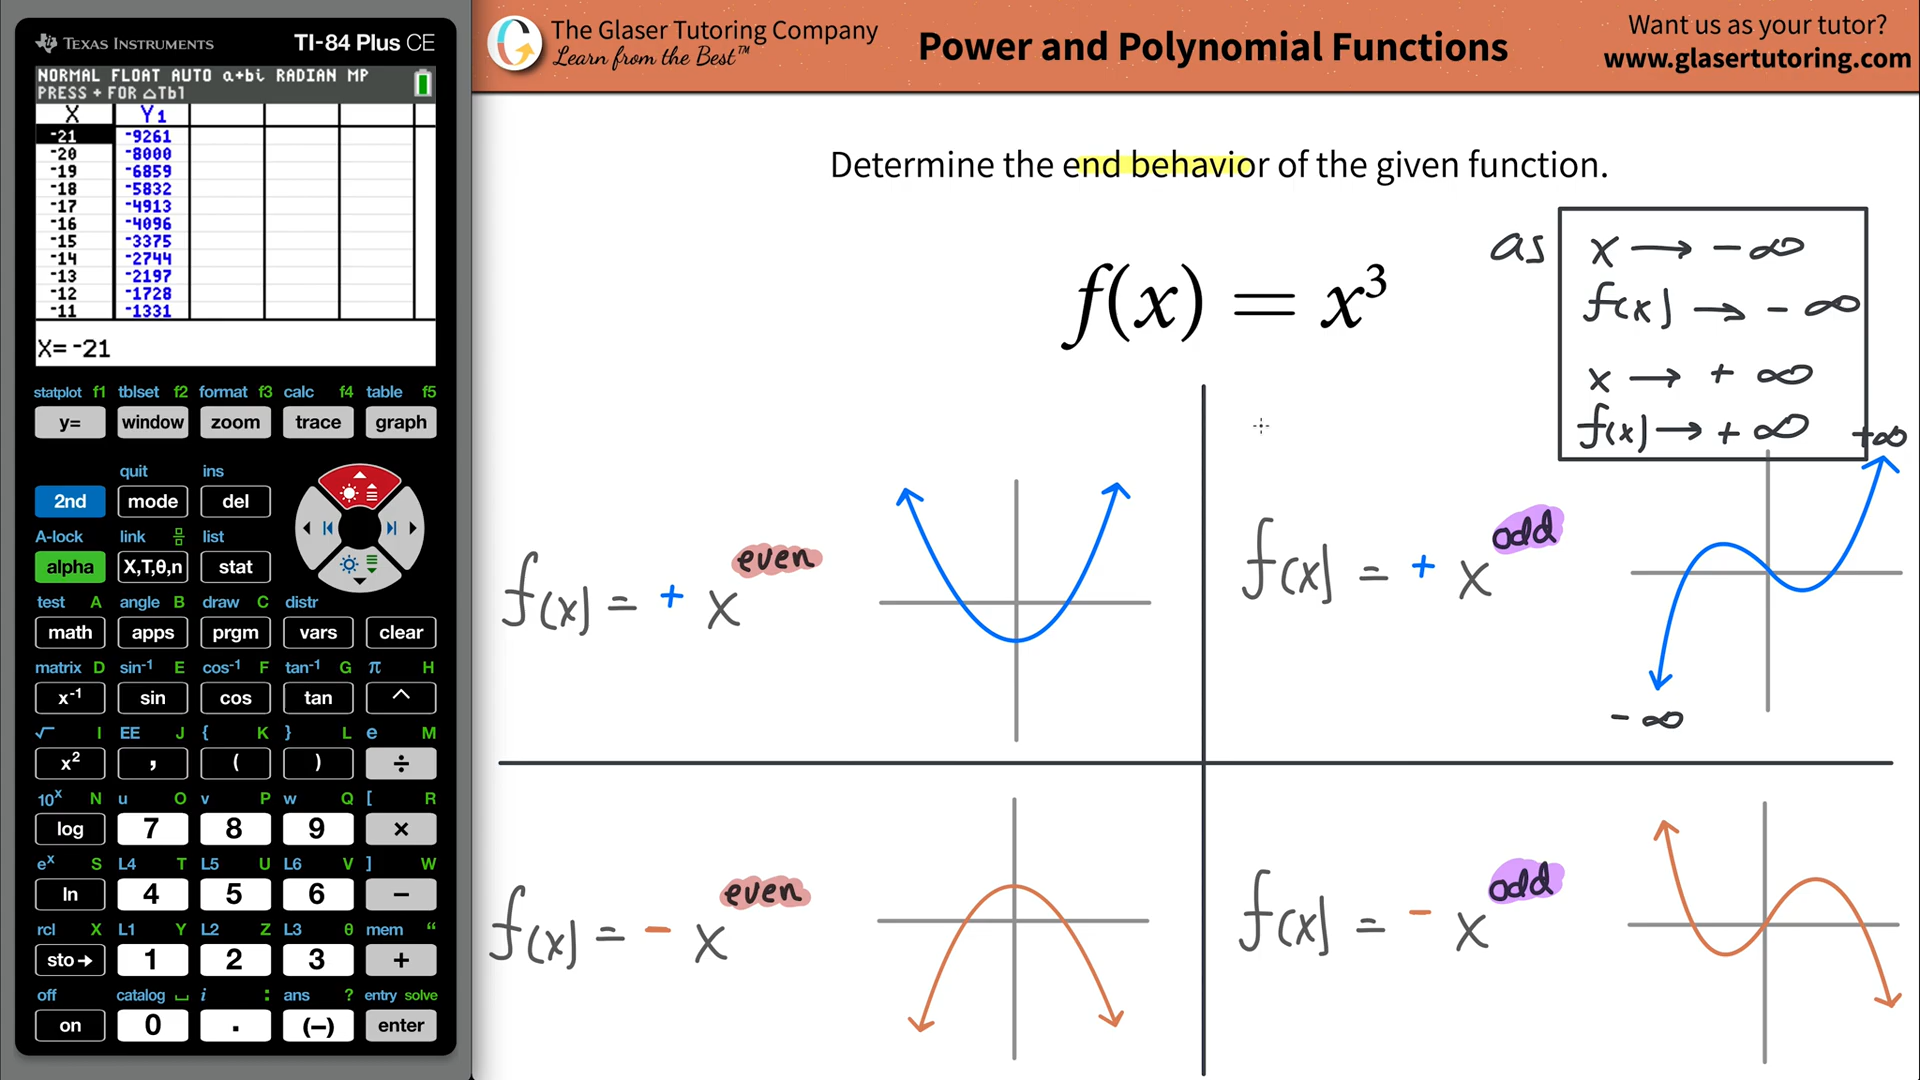 TEXAS INSTRUMENTS TI-84 Plus CE
NORMAL FLOAT AUTO a+bi RADIAN MP
PRESS + FOR △Tbl
X Y1
-21 -9261
-20 -8000
-19 -6859
-18 -5832
-17 -4913
-16 -4096
-15 -3375
-14 -2744
-13 -2197
-12 -1728
-11 -1331
X= -21
statplot f1 tblset f2 format f3 calc f4 table f5
y= window zoom trace graph
quit ins
2nd mode del
A-lock link list
alpha X,T,θ,n stat
test A angle B draw C distr
math apps prgm vars clear
matrix D sin⁻¹ E cos⁻¹ F tan⁻¹ G π H
x⁻¹ sin cos tan ^
√ I EE J { K } L e M
x² , ( ) ÷
10ˣ N u O v P w Q [ R
log 7 8 9 ×
eˣ S L4 T L5 U L6 V ] W
ln 4 5 6 −
rcl X L1 Y L2 Z L3 θ mem “
sto→ 1 2 3 +
off catalog ⎵ i : ans ? entry solve
on 0 . (−) enter
The Glaser Tutoring Company
Learn from the Best™
Power and Polynomial Functions
Want us as your tutor?
www.glasertutoring.com
Determine the end behavior of the given function.
f(x) = x³
as x → -∞
f(x) → -∞
x → +∞
f(x) → +∞
+∞
f(x) = + x^even
f(x) = + x^odd
-∞
f(x) = - x^even
f(x) = - x^odd